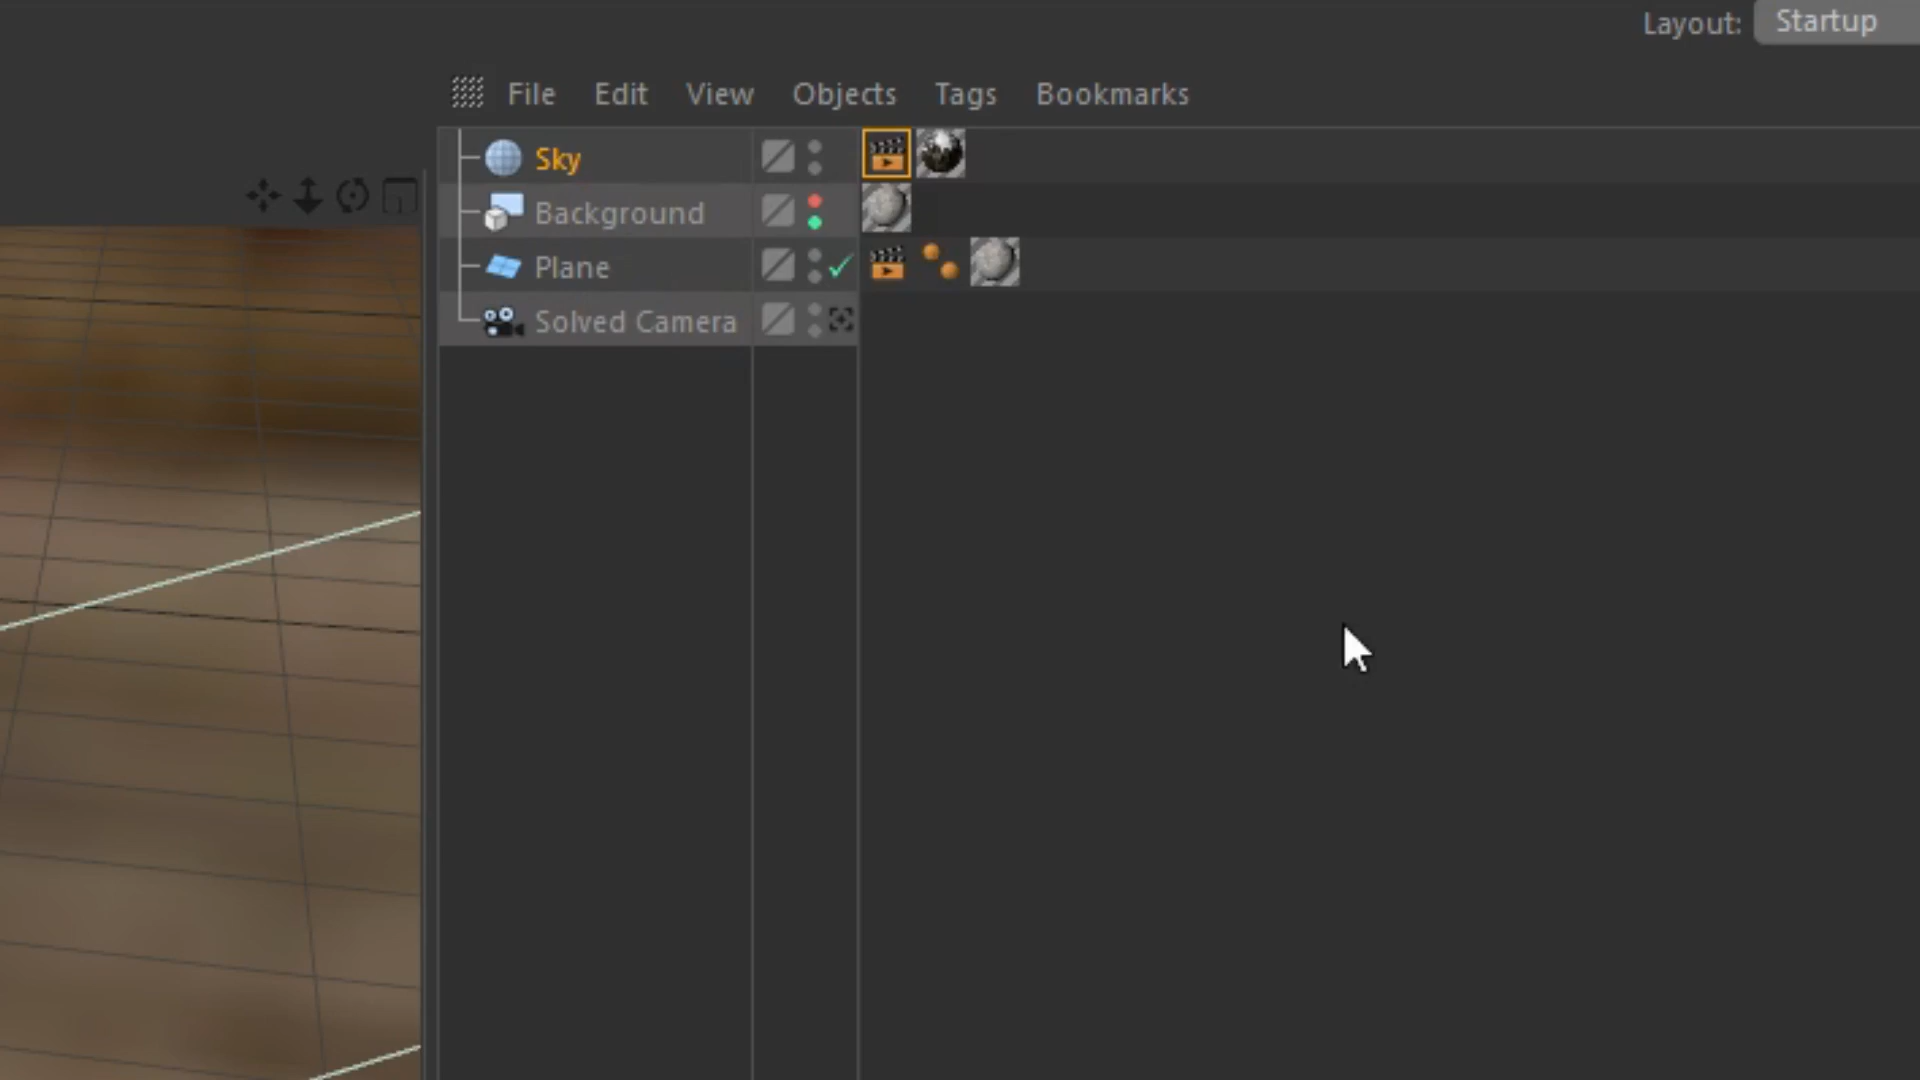 Layout: Startup
File Edit View Objects Tags Bookmarks
Sky
Background
Plane
Solved Camera